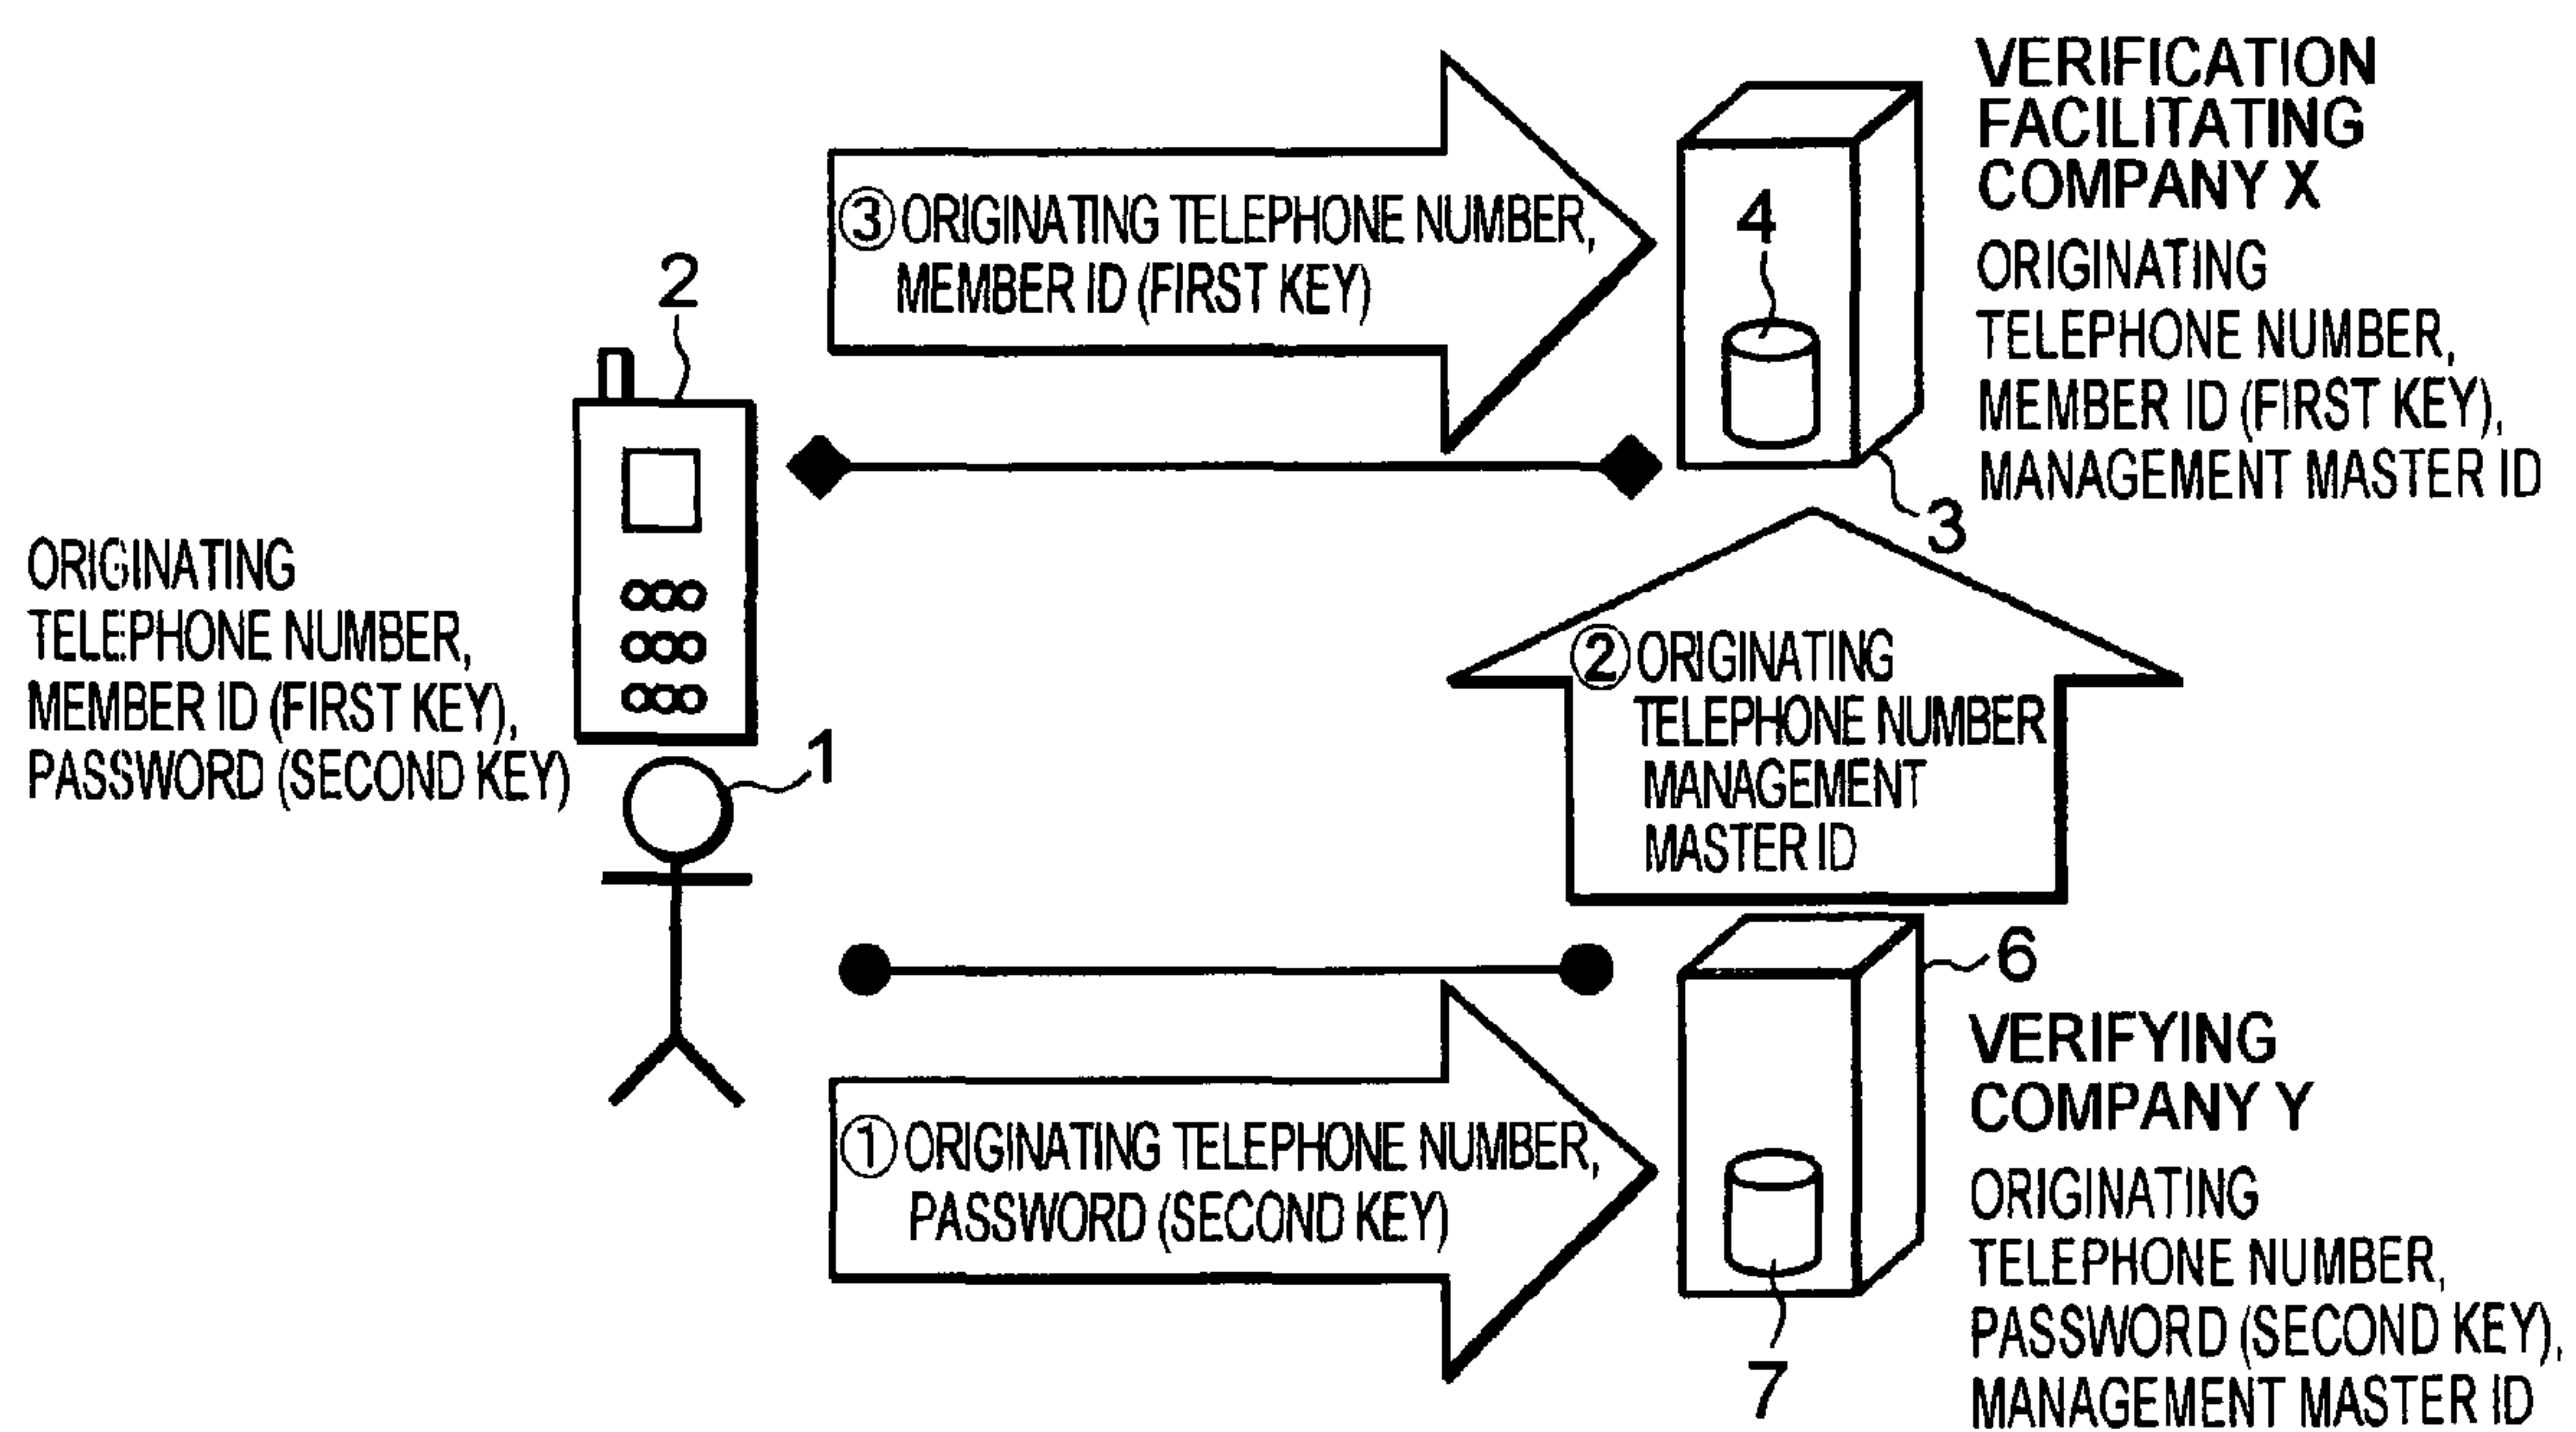 ORIGINATING
TELEPHONE NUMBER,
MEMBER ID (FIRST KEY),
PASSWORD (SECOND KEY)
2
1
③ ORIGINATING TELEPHONE NUMBER,
MEMBER ID (FIRST KEY)
4
3
VERIFICATION
FACILITATING
COMPANY X
ORIGINATING
TELEPHONE NUMBER,
MEMBER ID (FIRST KEY),
MANAGEMENT MASTER ID
② ORIGINATING
TELEPHONE NUMBER
MANAGEMENT
MASTER ID
① ORIGINATING TELEPHONE NUMBER,
PASSWORD (SECOND KEY)
6
7
VERIFYING
COMPANY Y
ORIGINATING
TELEPHONE NUMBER,
PASSWORD (SECOND KEY),
MANAGEMENT MASTER ID